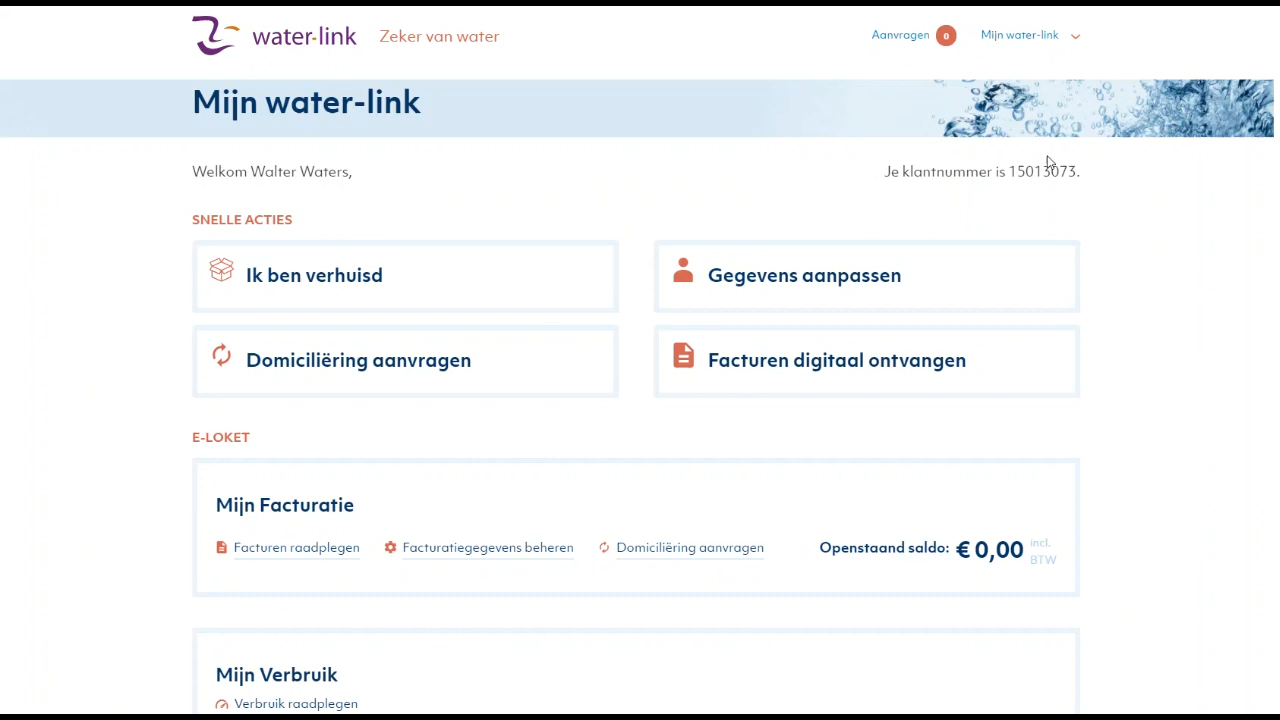 water-link Zeker van water
Aanvragen 0 Mijn water-link
Mijn water-link
Welkom Walter Waters,
Je klantnummer is 15013073.
SNELLE ACTIES
Ik ben verhuisd
Gegevens aanpassen
Domiciliëring aanvragen
Facturen digitaal ontvangen
E-LOKET
Mijn Facturatie
Facturen raadplegen Facturatiegegevens beheren Domiciliëring aanvragen Openstaand saldo: € 0,00 incl. BTW
Mijn Verbruik
Verbruik raadplegen